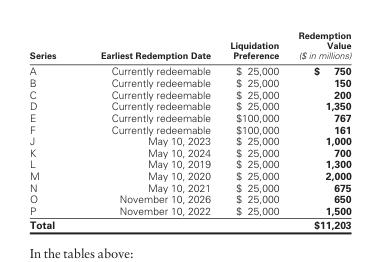 Redemption
Liquidation Value
Series Earliest Redemption Date Preference ($ in millions)
A Currently redeemable $ 25,000 $ 750
B Currently redeemable $ 25,000 150
C Currently redeemable $ 25,000 200
D Currently redeemable $ 25,000 1,350
E Currently redeemable $100,000 767
F Currently redeemable $100,000 161
J May 10, 2023 $ 25,000 1,000
K May 10, 2024 $ 25,000 700
L May 10, 2019 $ 25,000 1,300
M May 10, 2020 $ 25,000 2,000
N May 10, 2021 $ 25,000 675
O November 10, 2026 $ 25,000 650
P November 10, 2022 $ 25,000 1,500
Total $11,203
In the tables above: